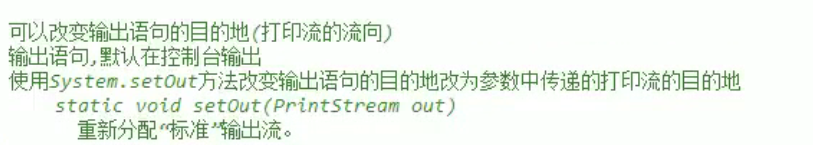 可以改变输出语句的目的地(打印流的流向)
输出语句,默认在控制台输出
使用System.setOut方法改变输出语句的目的地改为参数中传递的打印流的目的地
static void setOut(PrintStream out)
重新分配“标准”输出流。